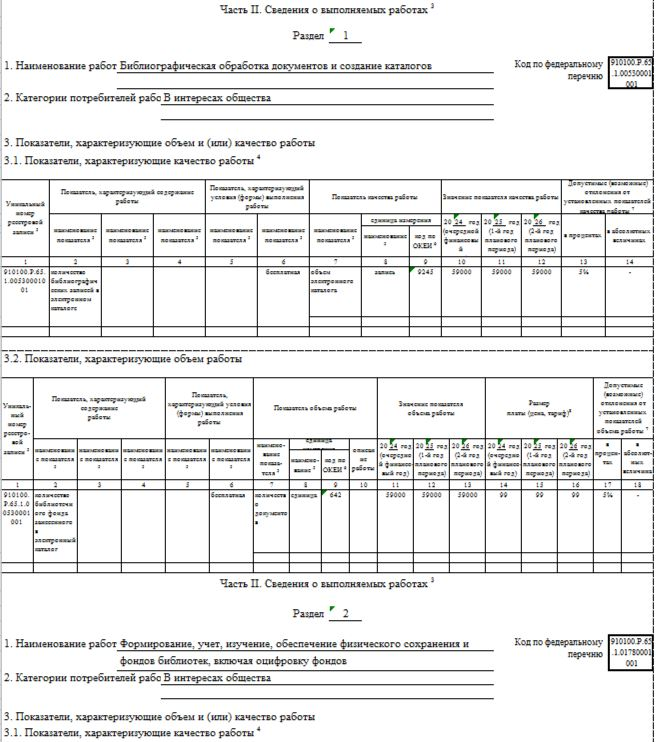 Часть II. Сведения о выполняемых работах 3
Раздел 1
1. Наименование работ Библиографическая обработка документов и создание каталогов
Код по федеральному перечню
910100.Р.65
.1.00530001
001
2. Категории потребителей рабо В интересах общества
3. Показатели, характеризующие объем и (или) качество работы
3.1. Показатели, характеризующие качество работы 4
Уникальный номер реестровой записи 5
Показатель, характеризующий содержание работы
Показатель, характеризующий условия (формы) выполнения работы
Показатель качества работы
Значение показателя качества работы
Допустимые (возможные) отклонения от установленных показателей качества работы 7
единица измерения
наименование показателя 5
наименование показателя 5
наименование показателя 5
наименование показателя 5
наименование показателя 5
наименование показателя 5
наименование 5
код по ОКЕИ 6
20 24 год (очередной финансовый
20 25 год (1-й год планового периода)
20 26 год (2-й год планового периода)
в процентах
в абсолютных величинах
1 2 3 4 5 6 7 8 9 10 11 12 13 14
910100.Р.65.
1.005300010
01
количество библиографических записей в электронном каталоге
бесплатная
объем электронного каталога
запись
9245
59000 59000 59000 5% -
3.2. Показатели, характеризующие объем работы
Уникальный номер реестровой записи 5
Показатель, характеризующий содержание работы
Показатель, характеризующий условия (формы) выполнения работы
Показатель объема работы
Значение показателя объема работы
Размер платы (цена, тариф) 8
Допустимые (возможные) отклонения от установленных показателей объема работы 7
единица
наименование показателя 5
наименование показателя 5
наименование показателя 5
наименование показателя 5
наименование показателя 5
наименование показателя 5
наименование 5
код по ОКЕИ 6
описание работы
20 24 год (очередной финансовый год)
20 25 год (1-й год планового периода)
20 26 год (2-й год планового периода)
20 24 год (очередной финансовый год)
20 25 год (1-й год планового периода)
20 26 год (2-й год планового периода)
в процентах
в абсолютных величинах
1 2 3 4 5 6 7 8 9 10 11 12 13 14 15 16 17 18
910100.
Р.65.1.0
0530001
001
количество библиотечного фонда занесенного в электронный каталог
бесплатная
количество документов
единица
642
59000 59000 59000 99 99 99 5% -
Часть II. Сведения о выполняемых работах 3
Раздел 2
1. Наименование работ Формирование, учет, изучение, обеспечение физического сохранения и
фондов библиотек, включая оцифровку фондов
Код по федеральному перечню
910100.Р.65
.1.01780001
001
2. Категории потребителей рабо В интересах общества
3. Показатели, характеризующие объем и (или) качество работы
3.1. Показатели, характеризующие качество работы 4